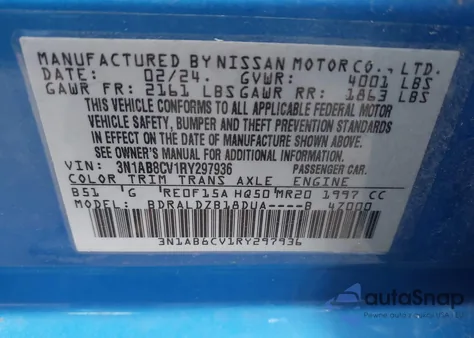 MANUFACTURED BY NISSAN MOTOR CO., LTD.
DATE: 02/24. GVWR: 4001 LBS
GAWR FR: 2161 LBS GAWR RR: 1863 LBS
THIS VEHICLE CONFORMS TO ALL APPLICABLE FEDERAL MOTOR
VEHICLE SAFETY, BUMPER AND THEFT PREVENTION STANDARDS
IN EFFECT ON THE DATE OF MANUFACTURE SHOWN ABOVE.
SEE OWNER'S MANUAL FOR ADDITIONAL INFORMATION.
VIN: 3N1AB8CV1RY297936 PASSENGER CAR.
COLOR TRIM TRANS AXLE ENGINE
B51 G RE0F15A HQ50 MR20 1997 CC
MODEL: BDRALDZB18DUA----B 47000
3N1AB6CV1RY297936
autoSnap